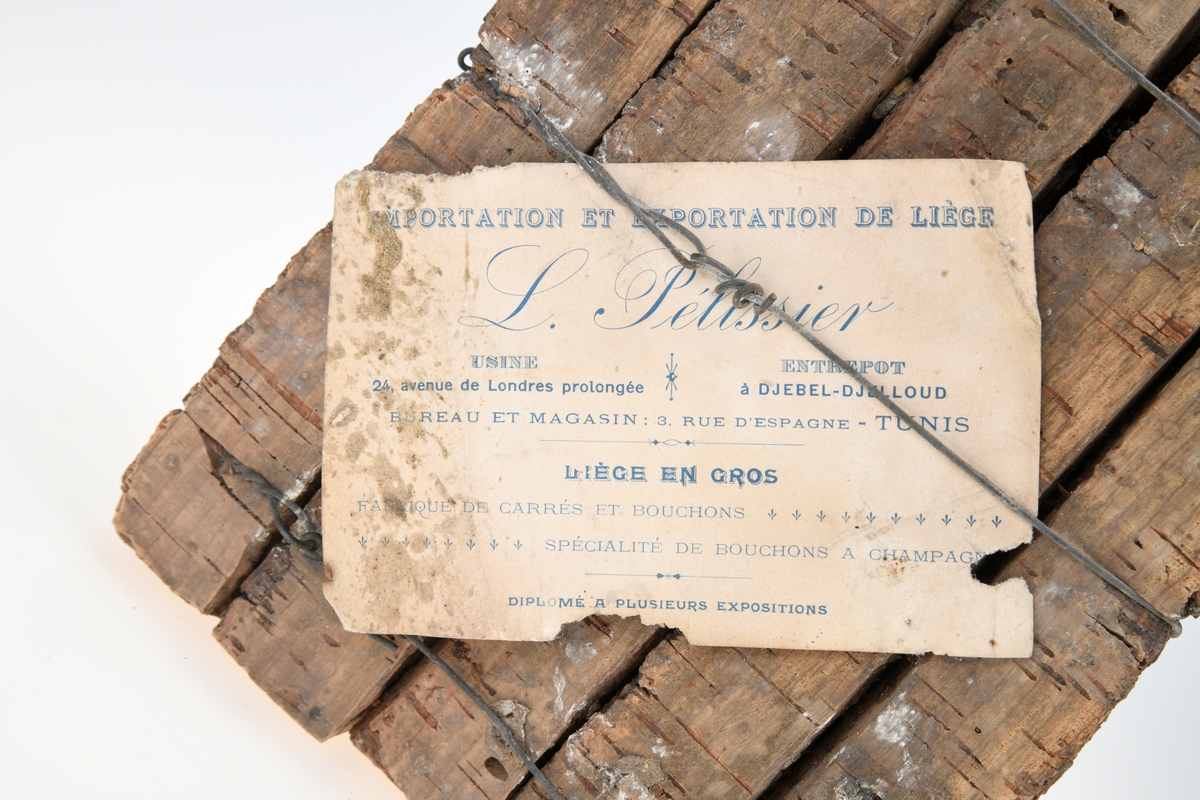 IMPORTATION ET EXPORTATION DE LIÈGE
L. Pélissier
USINE
24, avenue de Londres prolongée
ENTREPOT
à DJEBEL-DJELLOUD
BUREAU ET MAGASIN : 3, RUE D'ESPAGNE - TUNIS
LIÈGE EN GROS
FABRIQUE DE CARRÉS ET BOUCHONS
SPÉCIALITÉ DE BOUCHONS A CHAMPAGN
DIPLOMÉ A PLUSIEURS EXPOSITIONS